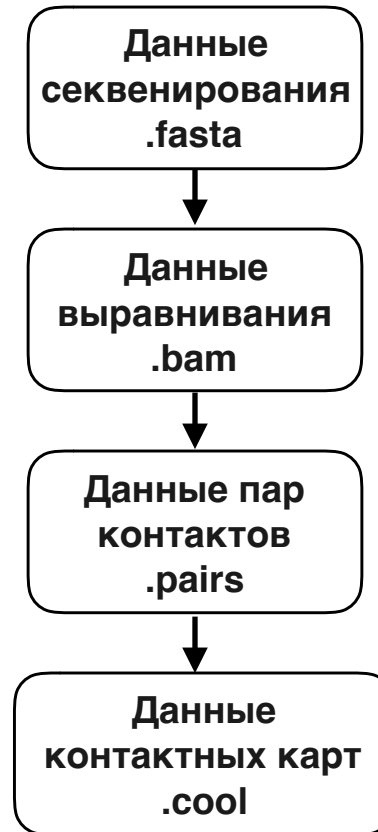 Данные
секвенирования
.fasta
Данные
выравнивания
.bam
Данные пар
контактов
.pairs
Данные
контактных карт
.cool